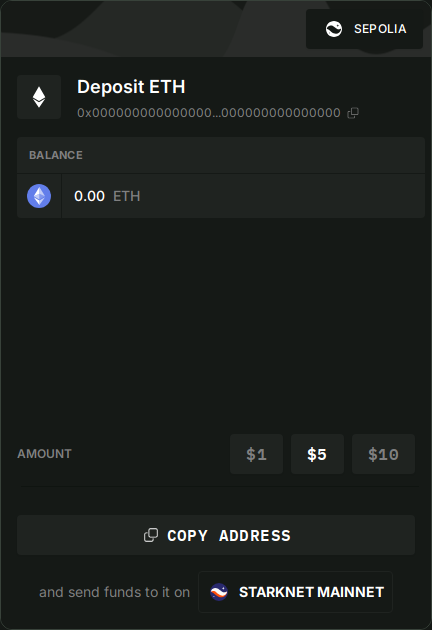 SEPOLIA
Deposit ETH
0x000000000000000...000000000000000
BALANCE
0.00 ETH
AMOUNT $1 $5 $10
COPY ADDRESS
and send funds to it on STARKNET MAINNET